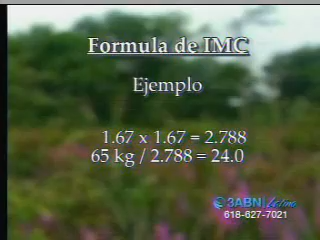 Formula de IMC
Ejemplo
1.67 x 1.67 = 2.788
65 kg / 2.788 = 24.0
3ABN Latino
618-627-7021